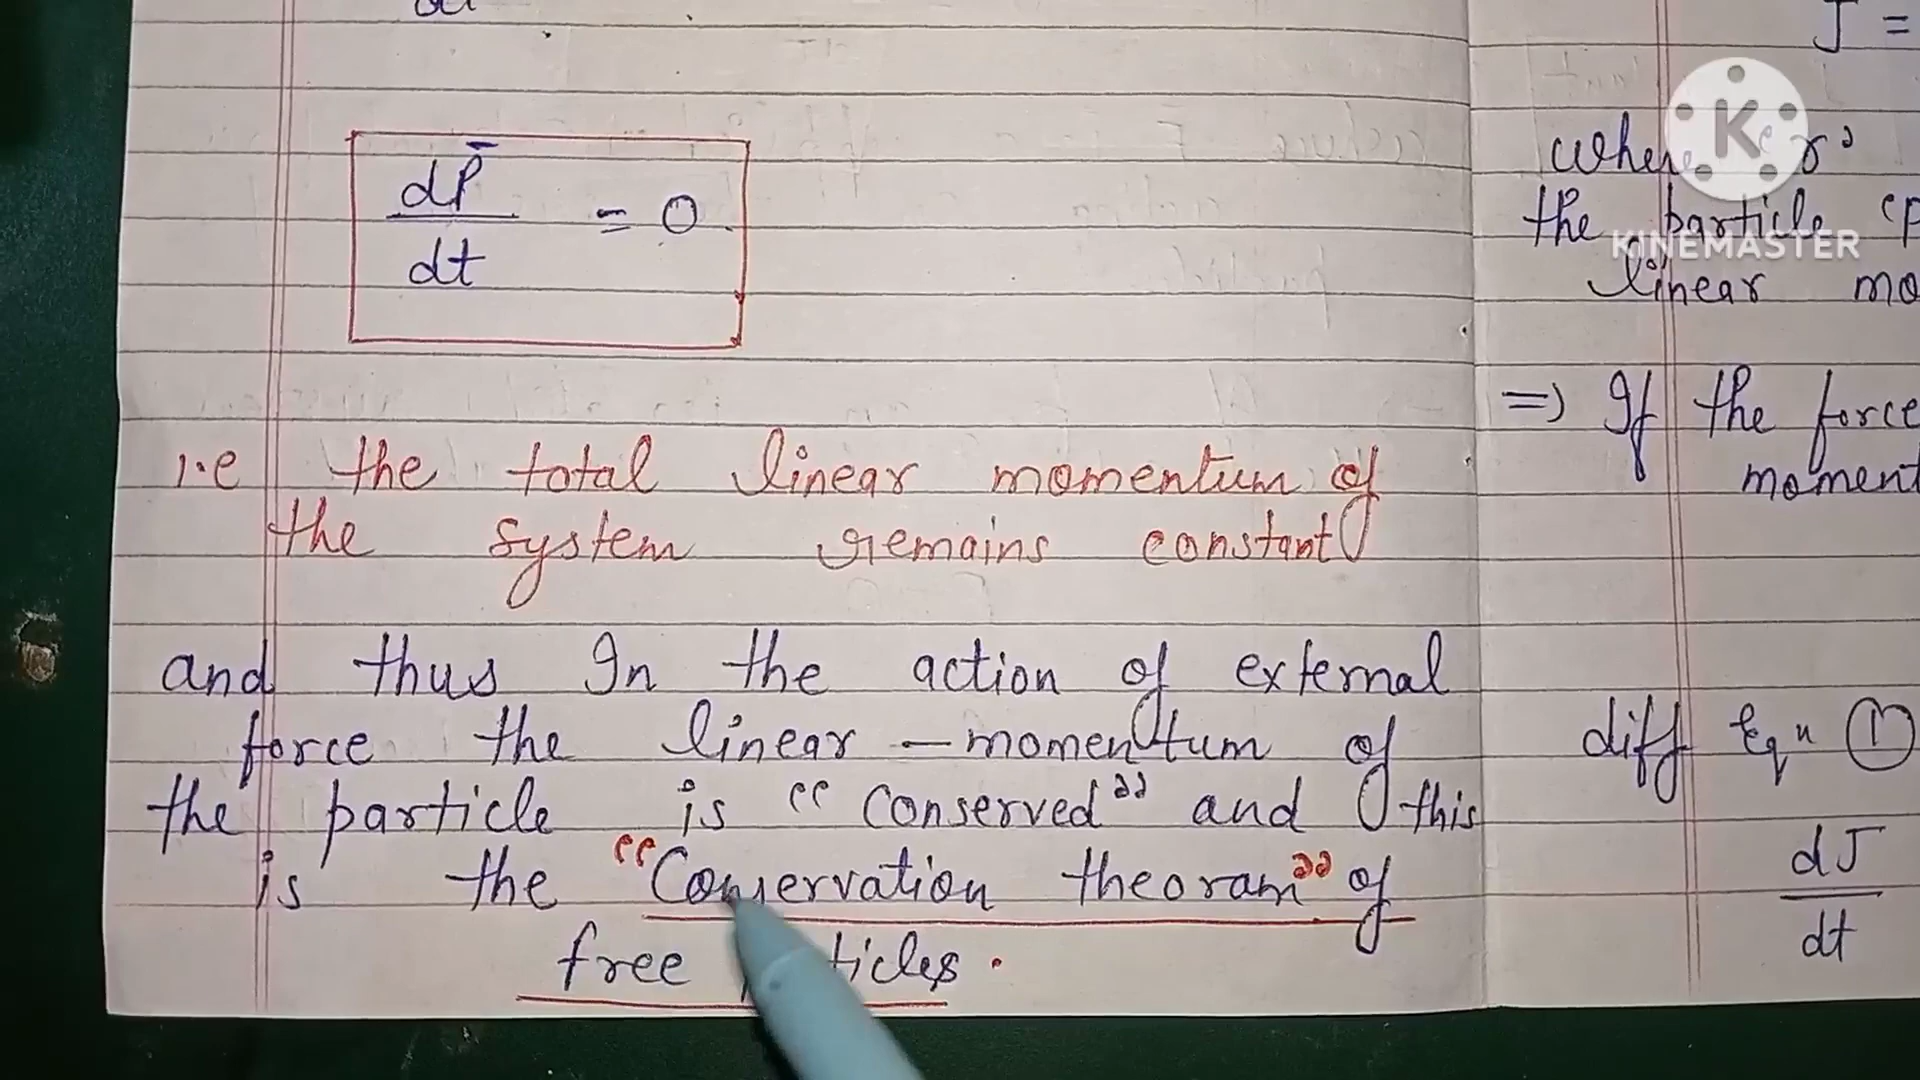 dP̄
dt
= 0
i.e the total linear momentum of
the system remains constant
and thus In the action of external
force the linear - momentum of
the particle is "conserved" and this
is the "Conservation theoram" of
free ticles.
J =
where r
the particle
linear mo
=) If the force
moment
diff Eqn (1)
dJ
dt
K
KINEMASTER